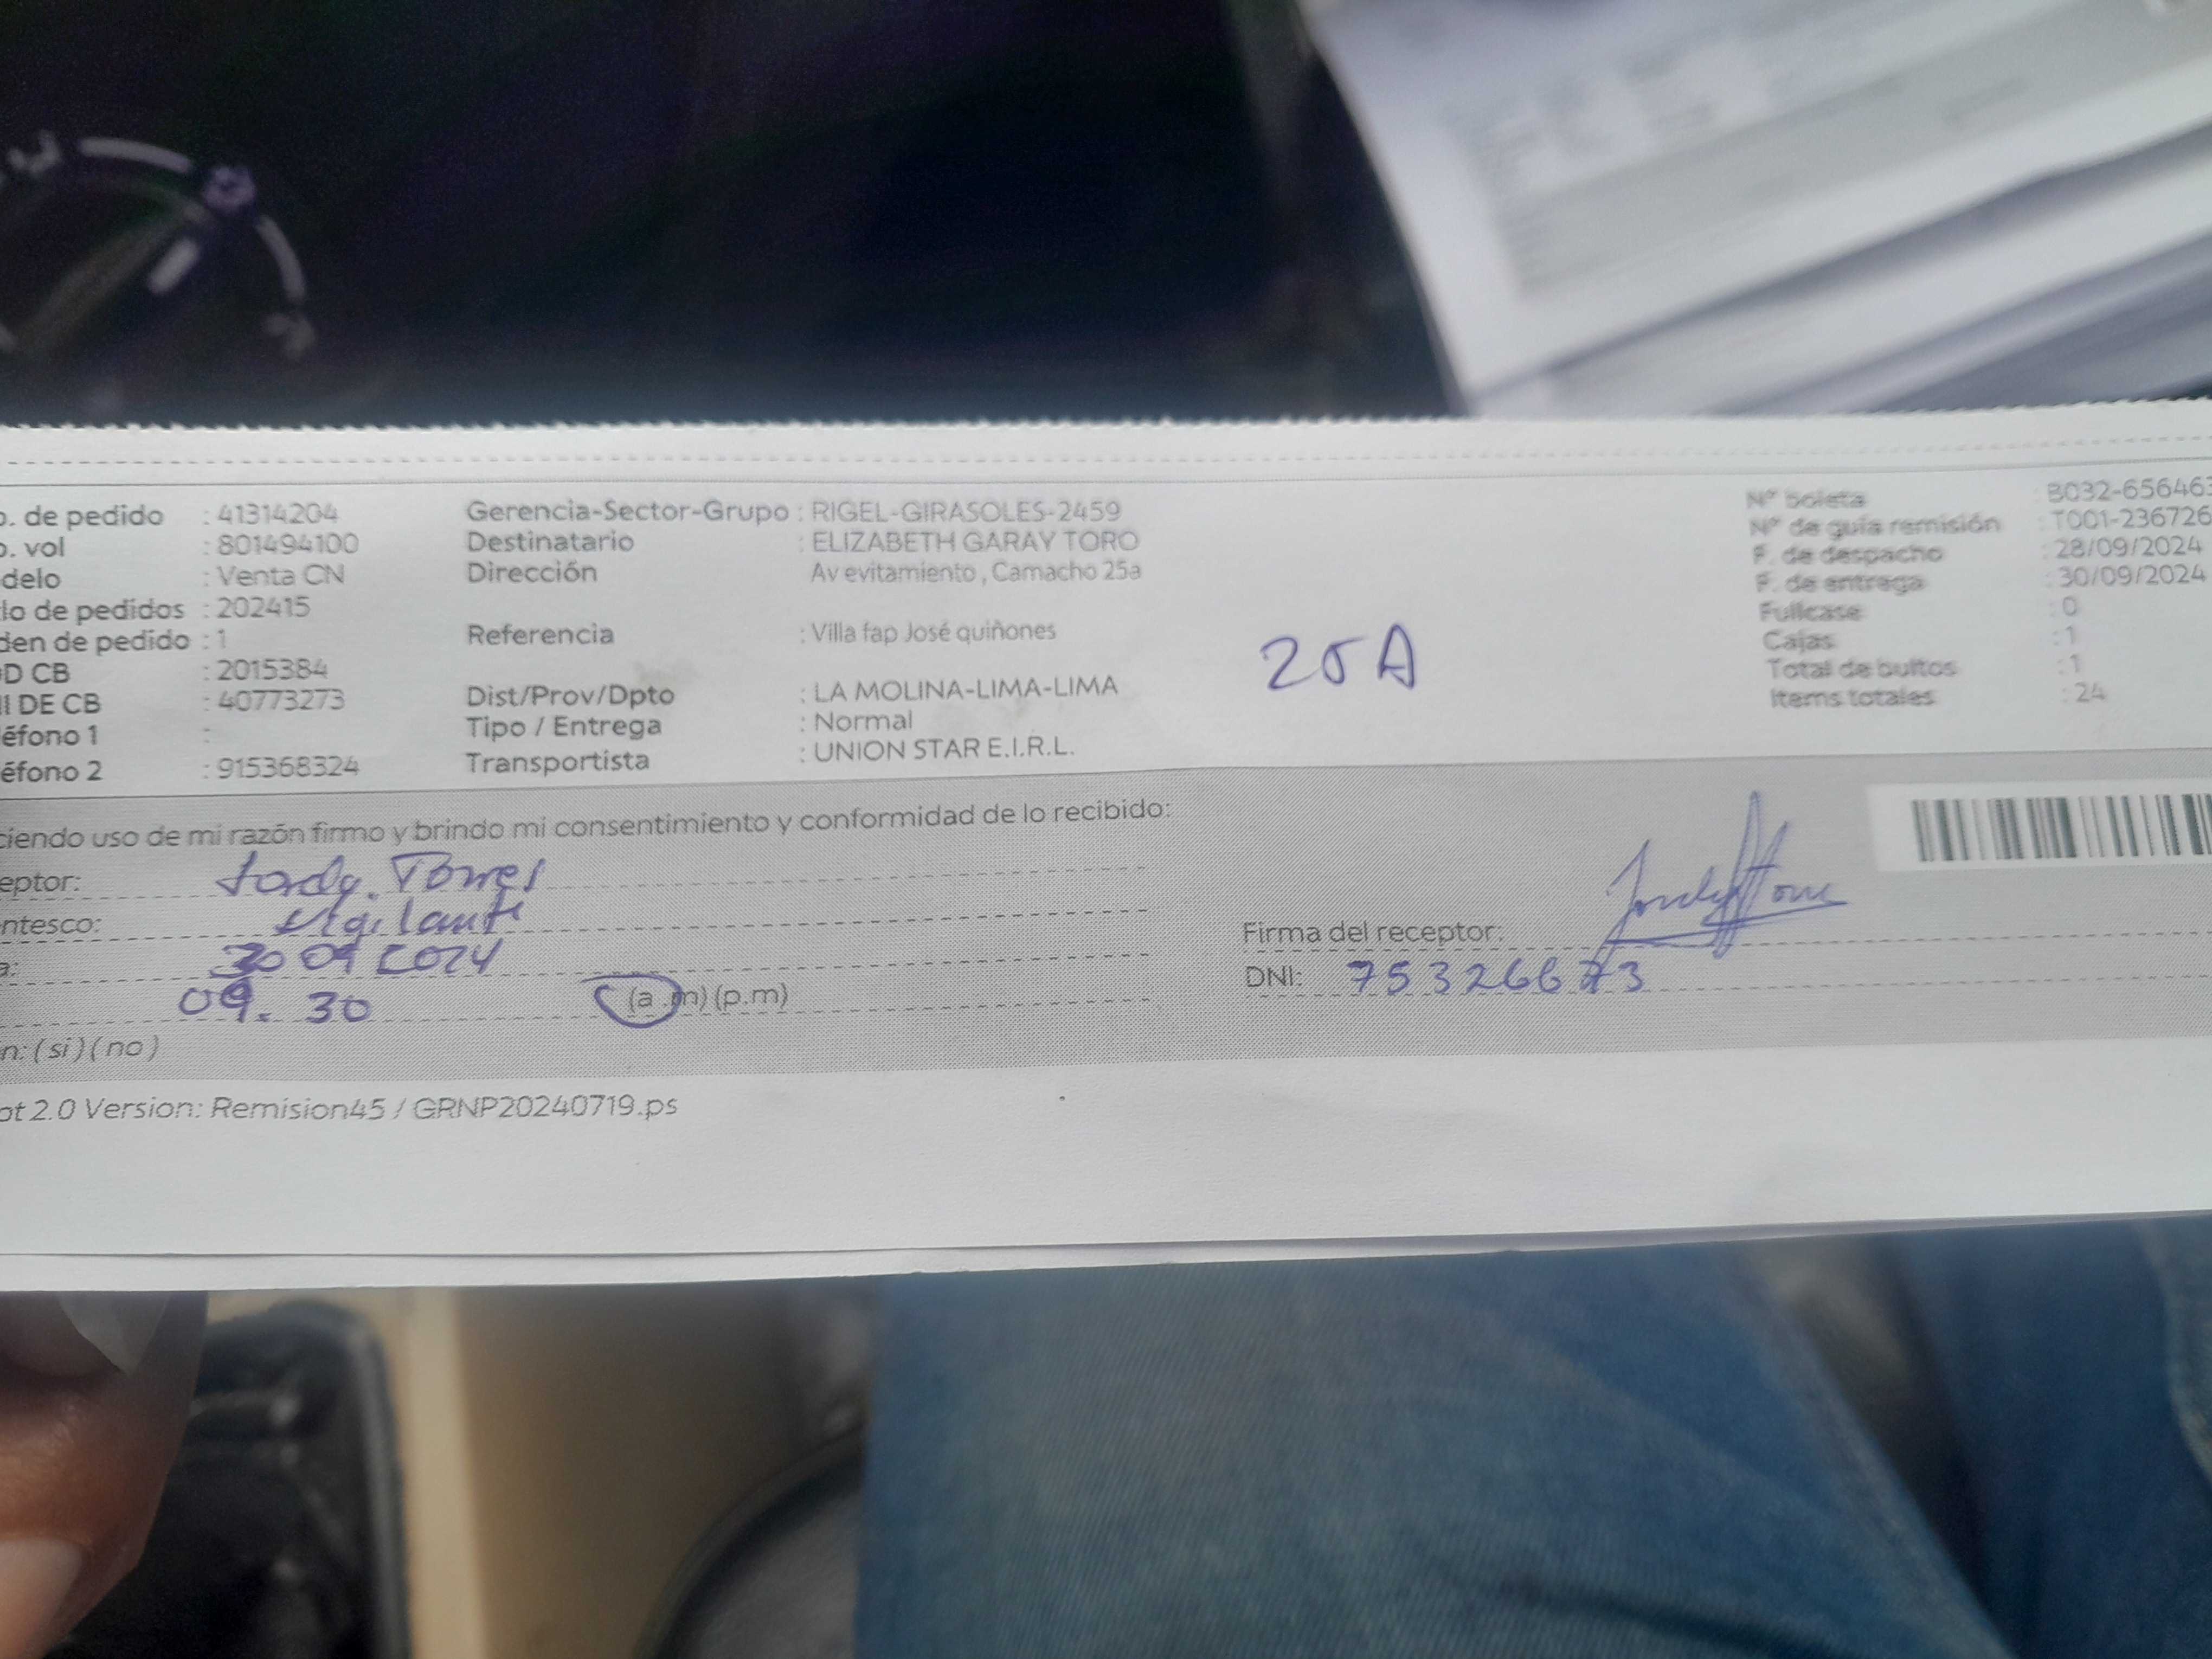 o. de pedido : 41314204 Gerencia-Sector-Grupo : RIGEL-GIRASOLES-2459 Nº boleta : B032-656463
o. vol : 801494100 Destinatario : ELIZABETH GARAY TORO Nº de guía remisión : T001-236726
delo : Venta CN Dirección Av evitamiento , Camacho 25a F. de despacho : 28/09/2024
lo de pedidos : 202415 F. de entrega : 30/09/2024
den de pedido : 1 Referencia : Villa fap José quiñones Fullcase : 0
D CB : 2015384 25A Cajas : 1
I DE CB : 40773273 Dist/Prov/Dpto : LA MOLINA-LIMA-LIMA Total de bultos : 1
éfono 1 : Tipo / Entrega : Normal Items totales : 24
éfono 2 : 915368324 Transportista : UNION STAR E.I.R.L.
ciendo uso de mi razón firmo y brindo mi consentimiento y conformidad de lo recibido:
eptor: Jordy. Torres
ntesco: Vigilante Firma del receptor:
a: 30 09 2024 DNI: 75326673
09. 30 (a .m) (p.m)
n: ( si ) ( no )
ot 2.0 Version: Remision45 / GRNP20240719.ps